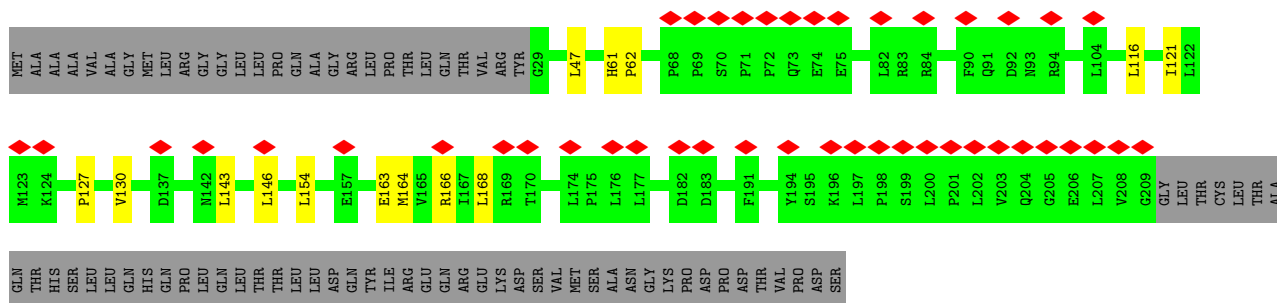 MET ALA ALA ALA ALA VAL ALA GLY MET LEU ARG GLY GLY LEU LEU PRO GLN ALA GLY ARG LEU PRO THR LEU GLN THR VAL ARG TYR G29 L47 H61 P62 P68 P69 S70 P71 P72 Q73 E74 E75 L82 R83 R84 F90 Q91 D92 N93 R94 L104 L116 I121 L122
M123 K124 P127 V130 D137 N142 L143 L146 L154 E157 E163 M164 V165 R166 I167 L168 R169 T170 L174 P175 L176 L177 D182 D183 F191 Y194 S195 K196 L197 P198 S199 L200 P201 L202 V203 Q204 G205 E206 L207 V208 G209 GLY LEU THR CYS LEU THR ALA
GLN THR HIS SER LEU LEU GLN HIS GLN PRO LEU GLN LEU THR THR LEU LEU ASP GLN TYR ILE ARG GLU GLN ARG GLU LYS ASP SER VAL MET SER ALA ASN GLY LYS PRO ASP PRO ASP THR VAL PRO ASP SER